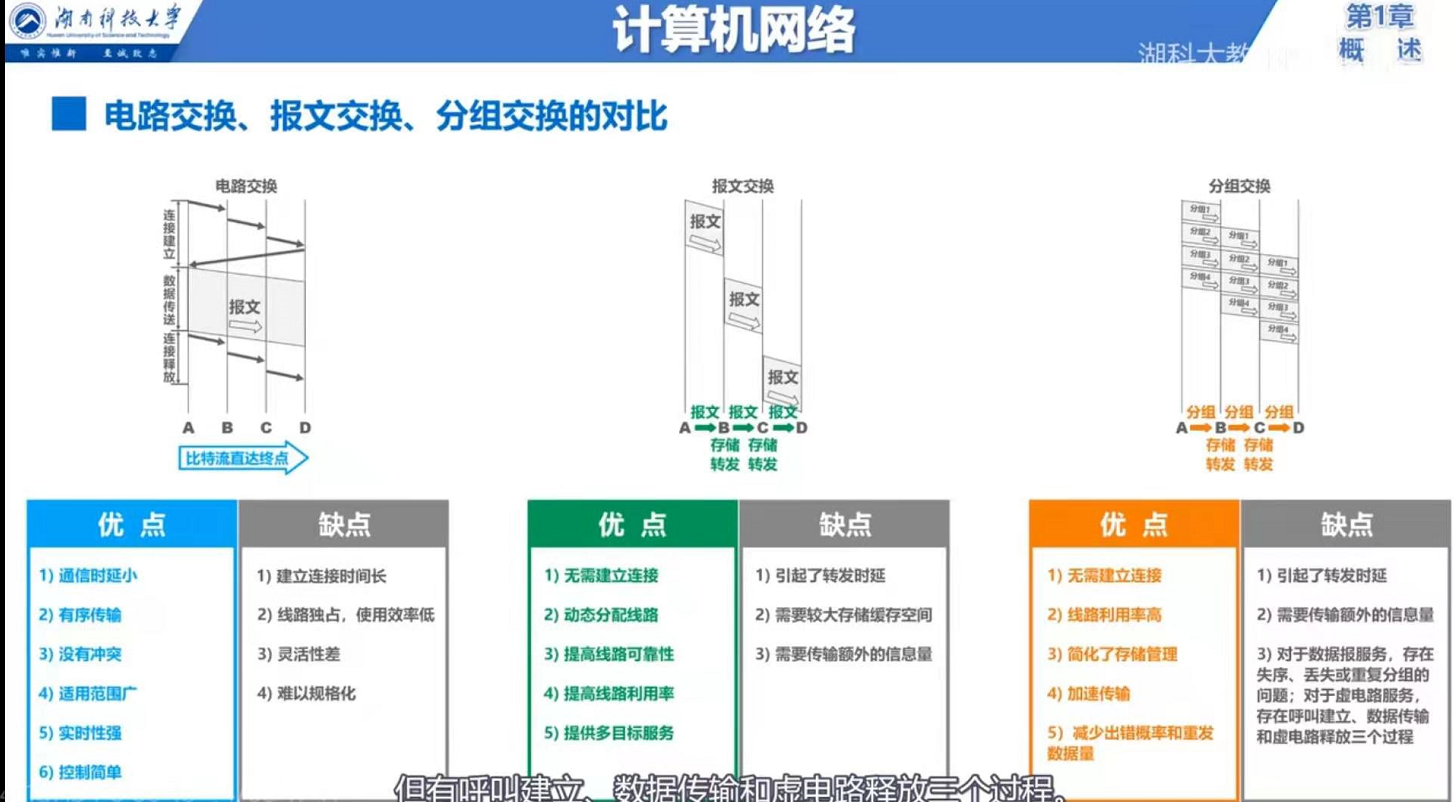 湖南科技大学
Hunan University of Science and Technology
唯实惟新 至诚致志
计算机网络
第1章
概 述
湖科大教
电路交换、报文交换、分组交换的对比
电路交换
连接建立
数据传送
连接释放
报文
A B C D
比特流直达终点
报文交换
报文
报文
报文
报文 报文 报文
A B C D
存储 存储
转发 转发
分组交换
分组1
分组2 分组1
分组3 分组2 分组1
分组4 分组3 分组2
分组4 分组3
分组4
分组 分组 分组
A B C D
存储 存储
转发 转发
优 点
1) 通信时延小
2) 有序传输
3) 没有冲突
4) 适用范围广
5) 实时性强
6) 控制简单
缺点
1) 建立连接时间长
2) 线路独占，使用效率低
3) 灵活性差
4) 难以规格化
优 点
1) 无需建立连接
2) 动态分配线路
3) 提高线路可靠性
4) 提高线路利用率
5) 提供多目标服务
缺点
1) 引起了转发时延
2) 需要较大存储缓存空间
3) 需要传输额外的信息量
优 点
1) 无需建立连接
2) 线路利用率高
3) 简化了存储管理
4) 加速传输
5) 减少出错概率和重发
数据量
缺点
1) 引起了转发时延
2) 需要传输额外的信息量
3) 对于数据报服务，存在
失序、丢失或重复分组的
问题；对于虚电路服务，
存在呼叫建立、数据传输
和虚电路释放三个过程
但有呼叫建立、数据传输和虚电路释放三个过程。